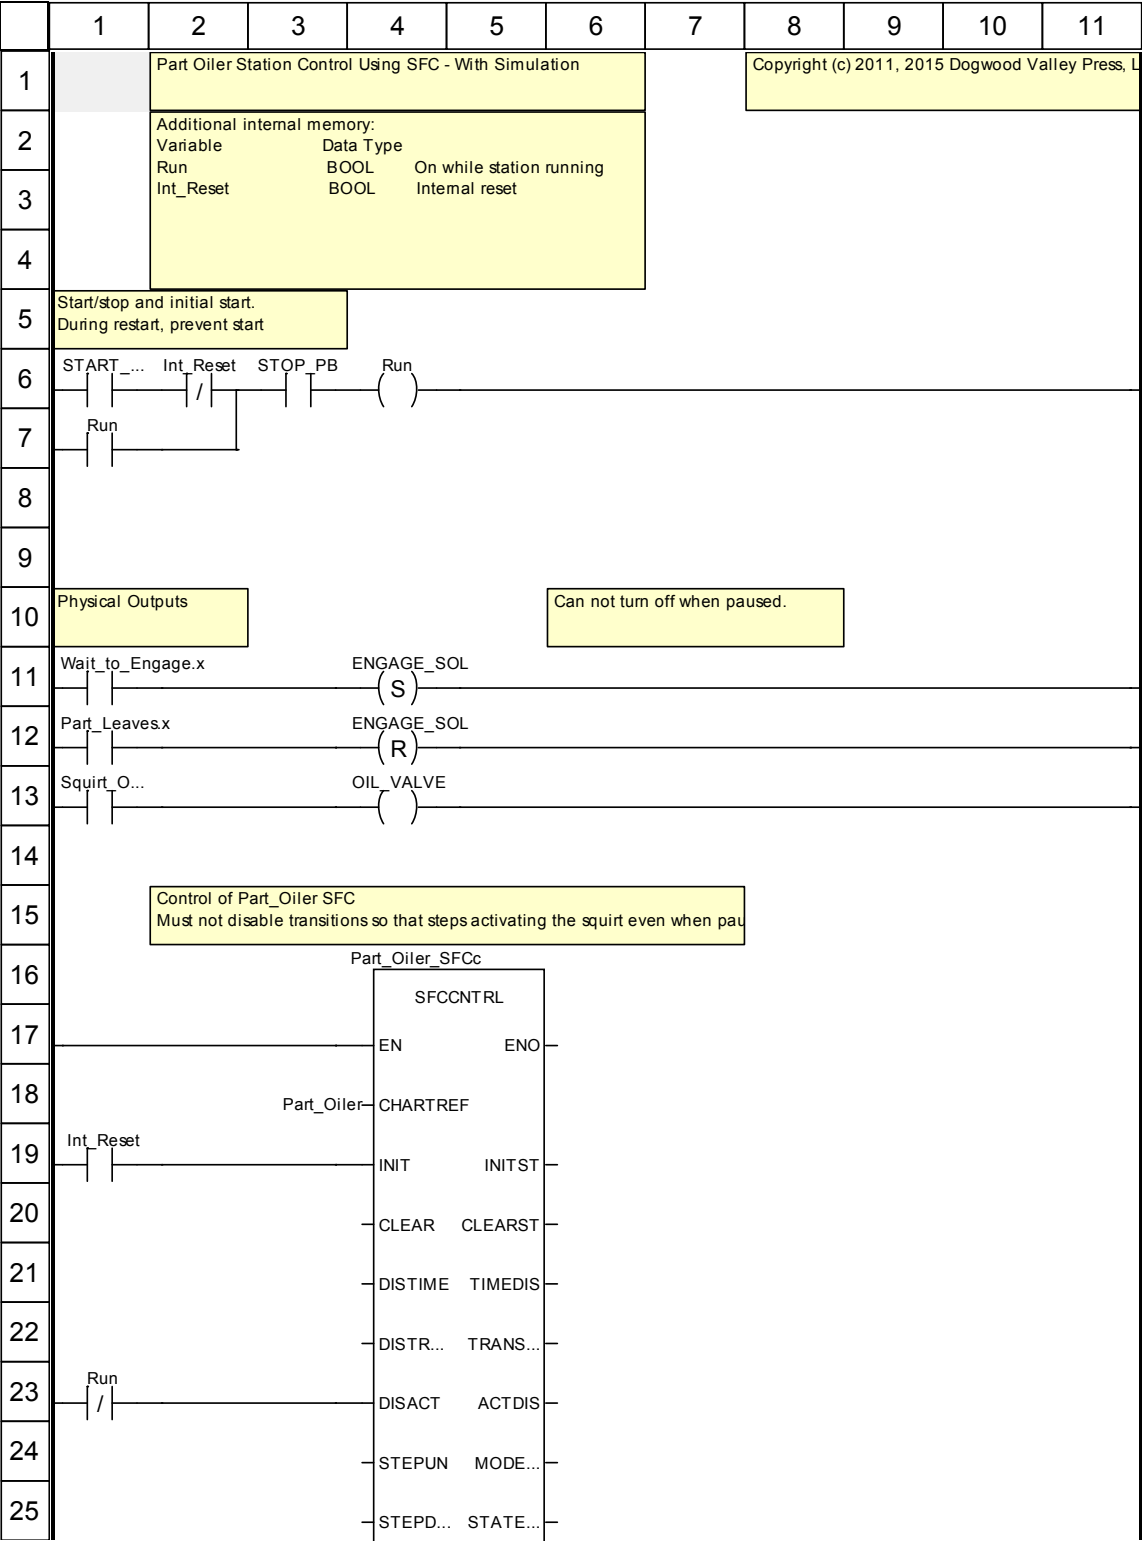 1 2 3 4 5 6 7 8 9 10 11
1
Part Oiler Station Control Using SFC - With Simulation
Copyright (c) 2011, 2015 Dogwood Valley Press, L
2
Additional internal memory:
Variable Data Type
Run BOOL On while station running
3
Int_Reset BOOL Internal reset
4
5
Start/stop and initial start.
During restart, prevent start
6
START_... Int_Reset STOP_PB Run
/
7
Run
8
9
10
Physical Outputs
Can not turn off when paused.
11
Wait_to_Engage.x ENGAGE_SOL
S
12
Part_Leaves.x ENGAGE_SOL
R
13
Squirt_O... OIL_VALVE
14
15
Control of Part_Oiler SFC
Must not disable transitions so that steps activating the squirt even when pau
16
Part_Oiler_SFCc
SFCCNTRL
17
EN ENO
18
Part_Oiler CHARTREF
19
Int_Reset
INIT INITST
20
CLEAR CLEARST
21
DISTIME TIMEDIS
22
DISTR... TRANS...
23
Run
/
DISACT ACTDIS
24
STEPUN MODE...
25
STEPD... STATE...